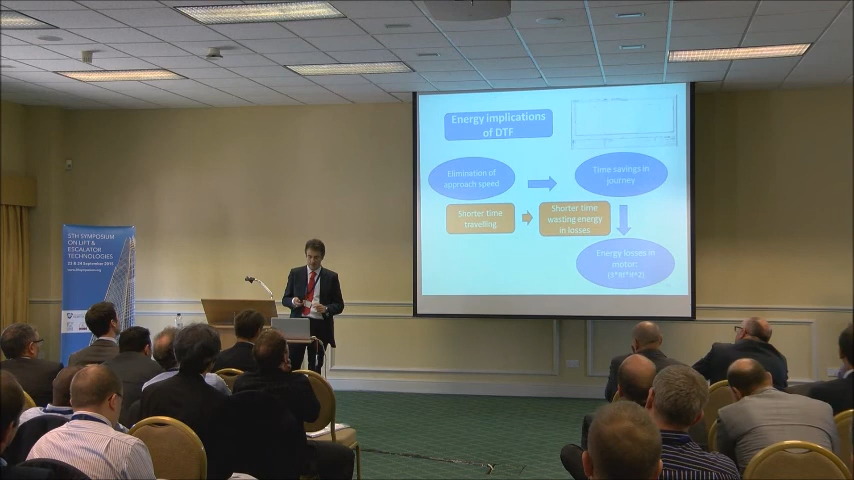 Energy implications
of DTF
Elimination of
approach speed
Time savings in
journey
Shorter time
travelling
Shorter time
wasting energy
in losses
Energy losses in
motor:
5TH SYMPOSIUM
ON LIFT &
ESCALATOR
TECHNOLOGIES